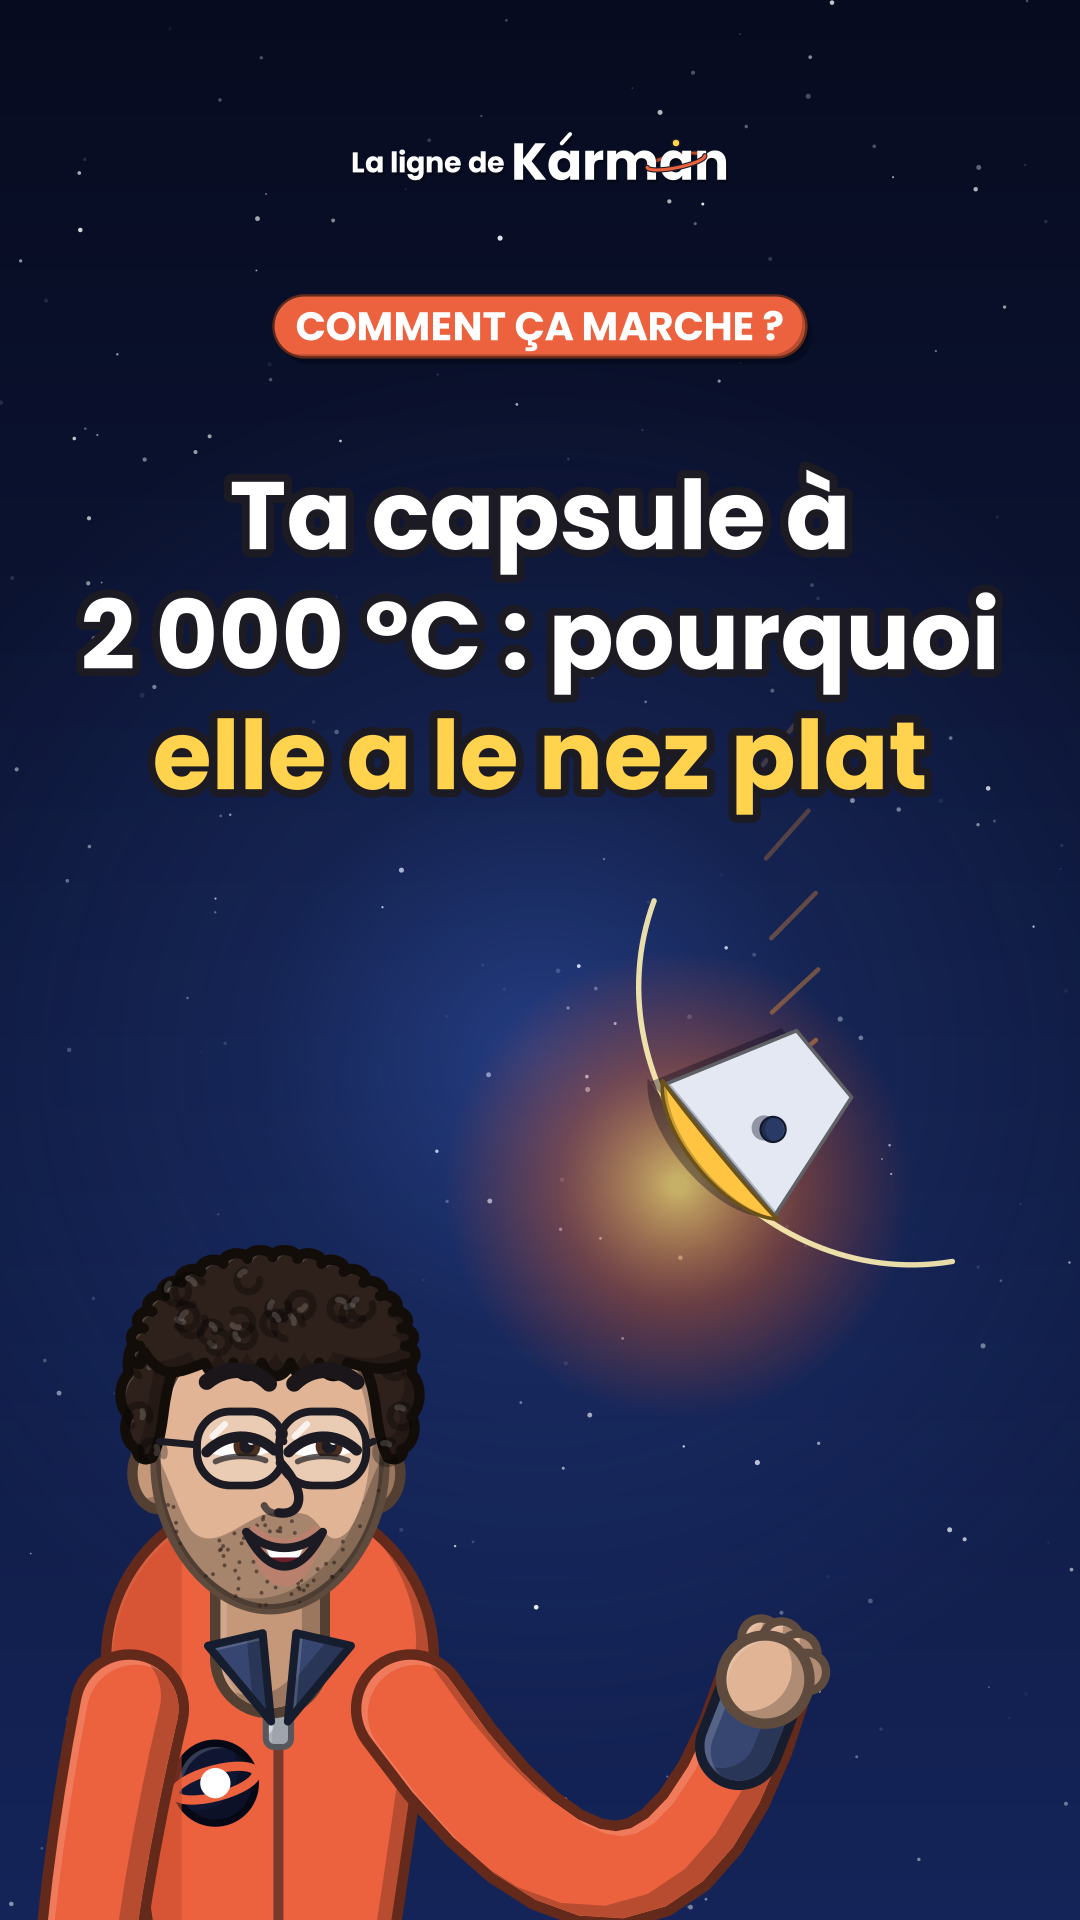 La ligne de Kármán
COMMENT ÇA MARCHE ?
Ta capsule à
2 000 °C : pourquoi
elle a le nez plat